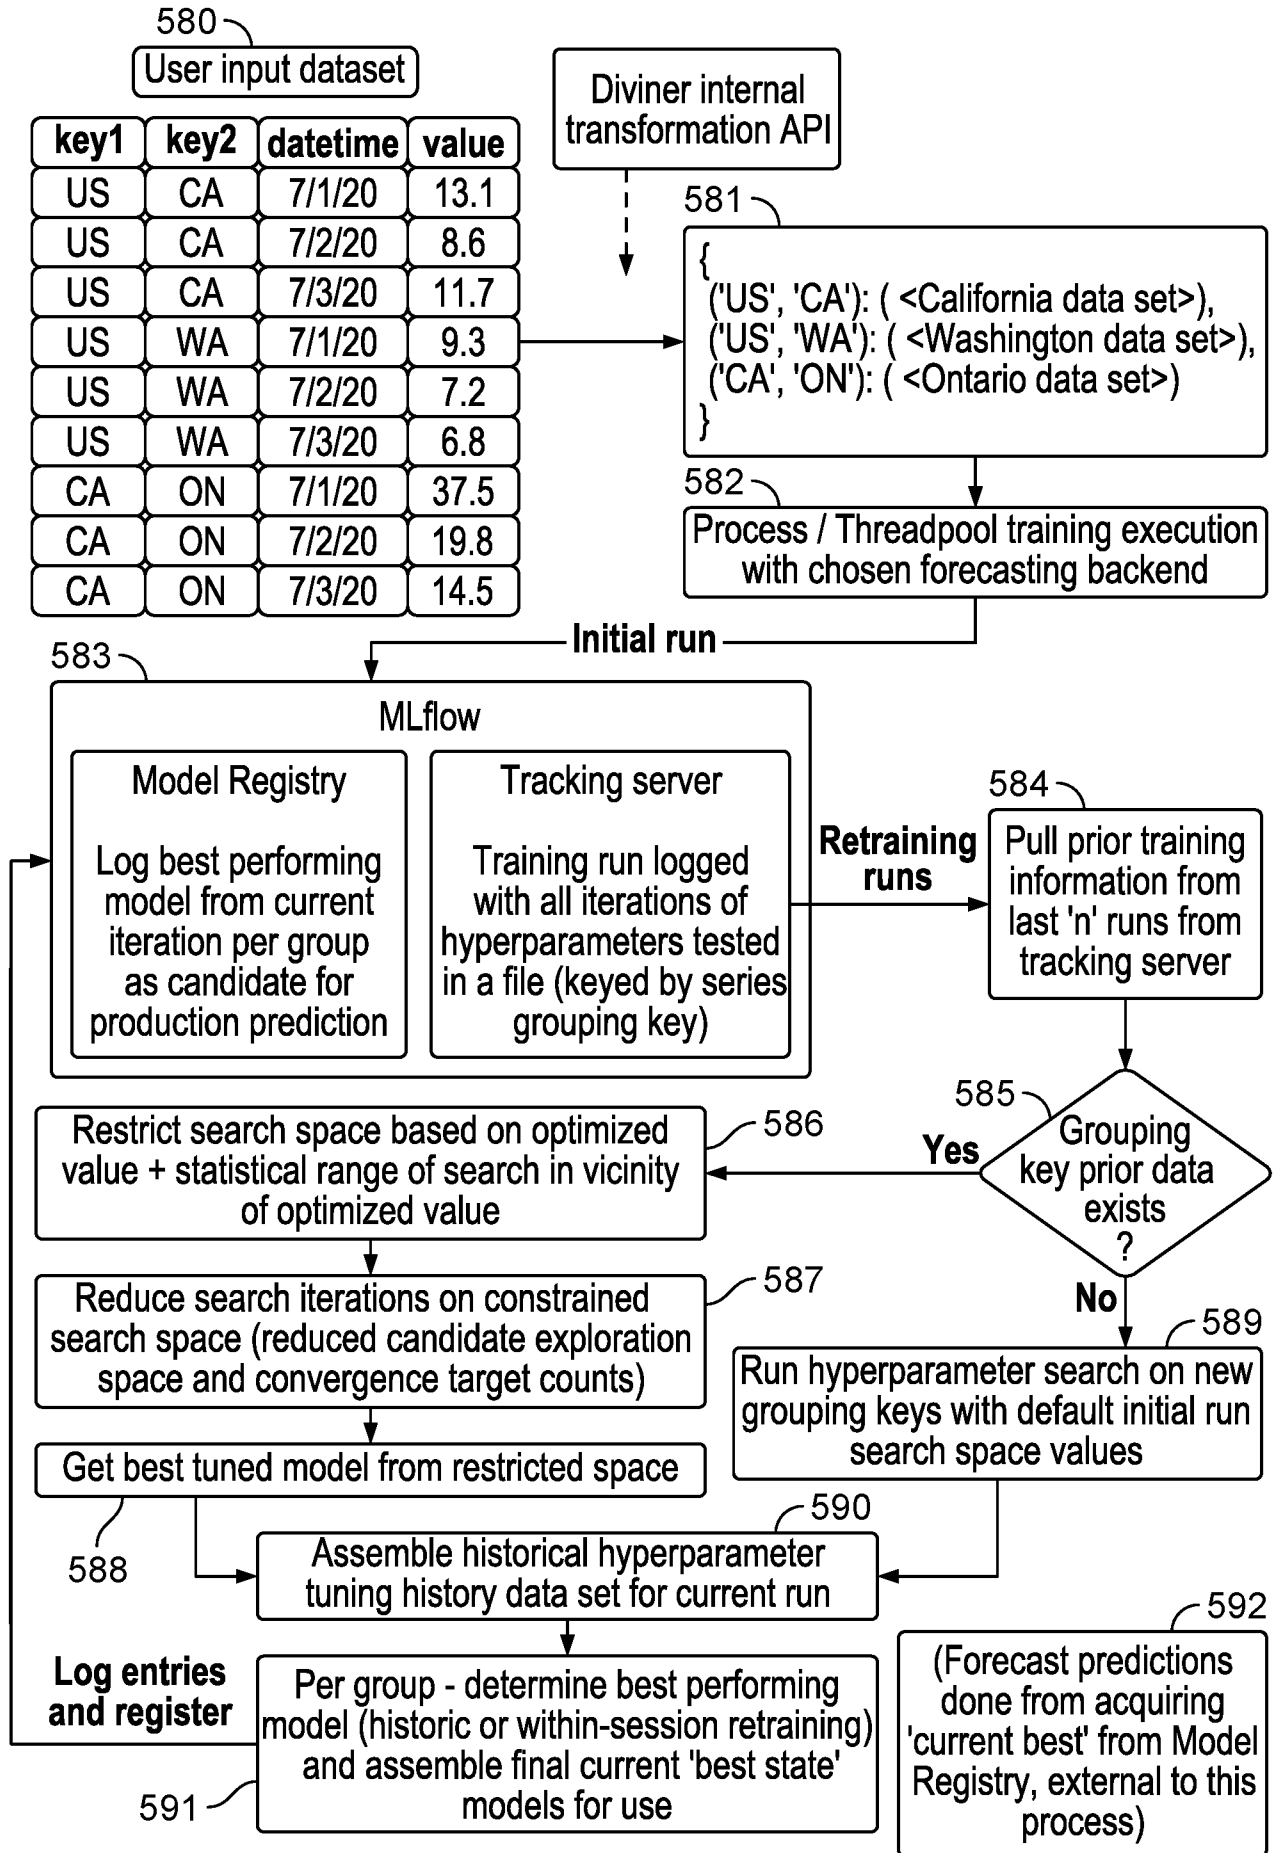 580
User input dataset
key1 key2 datetime value
US CA 7/1/20 13.1
US CA 7/2/20 8.6
US CA 7/3/20 11.7
US WA 7/1/20 9.3
US WA 7/2/20 7.2
US WA 7/3/20 6.8
CA ON 7/1/20 37.5
CA ON 7/2/20 19.8
CA ON 7/3/20 14.5
Diviner internal
transformation API
581
{
('US', 'CA'): ( <California data set>),
('US', 'WA'): ( <Washington data set>),
('CA', 'ON'): ( <Ontario data set>)
}
582
Process / Threadpool training execution
with chosen forecasting backend
Initial run
583
MLflow
Model Registry
Log best performing
model from current
iteration per group
as candidate for
production prediction
Tracking server
Training run logged
with all iterations of
hyperparameters tested
in a file (keyed by series
grouping key)
Retraining
runs
584
Pull prior training
information from
last 'n' runs from
tracking server
585
Grouping
key prior data
exists
?
Yes
No
586
Restrict search space based on optimized
value + statistical range of search in vicinity
of optimized value
587
Reduce search iterations on constrained
search space (reduced candidate exploration
space and convergence target counts)
Get best tuned model from restricted space
588
589
Run hyperparameter search on new
grouping keys with default initial run
search space values
590
Assemble historical hyperparameter
tuning history data set for current run
Log entries
and register
Per group - determine best performing
model (historic or within-session retraining)
and assemble final current 'best state'
models for use
591
592
(Forecast predictions
done from acquiring
'current best' from Model
Registry, external to this
process)